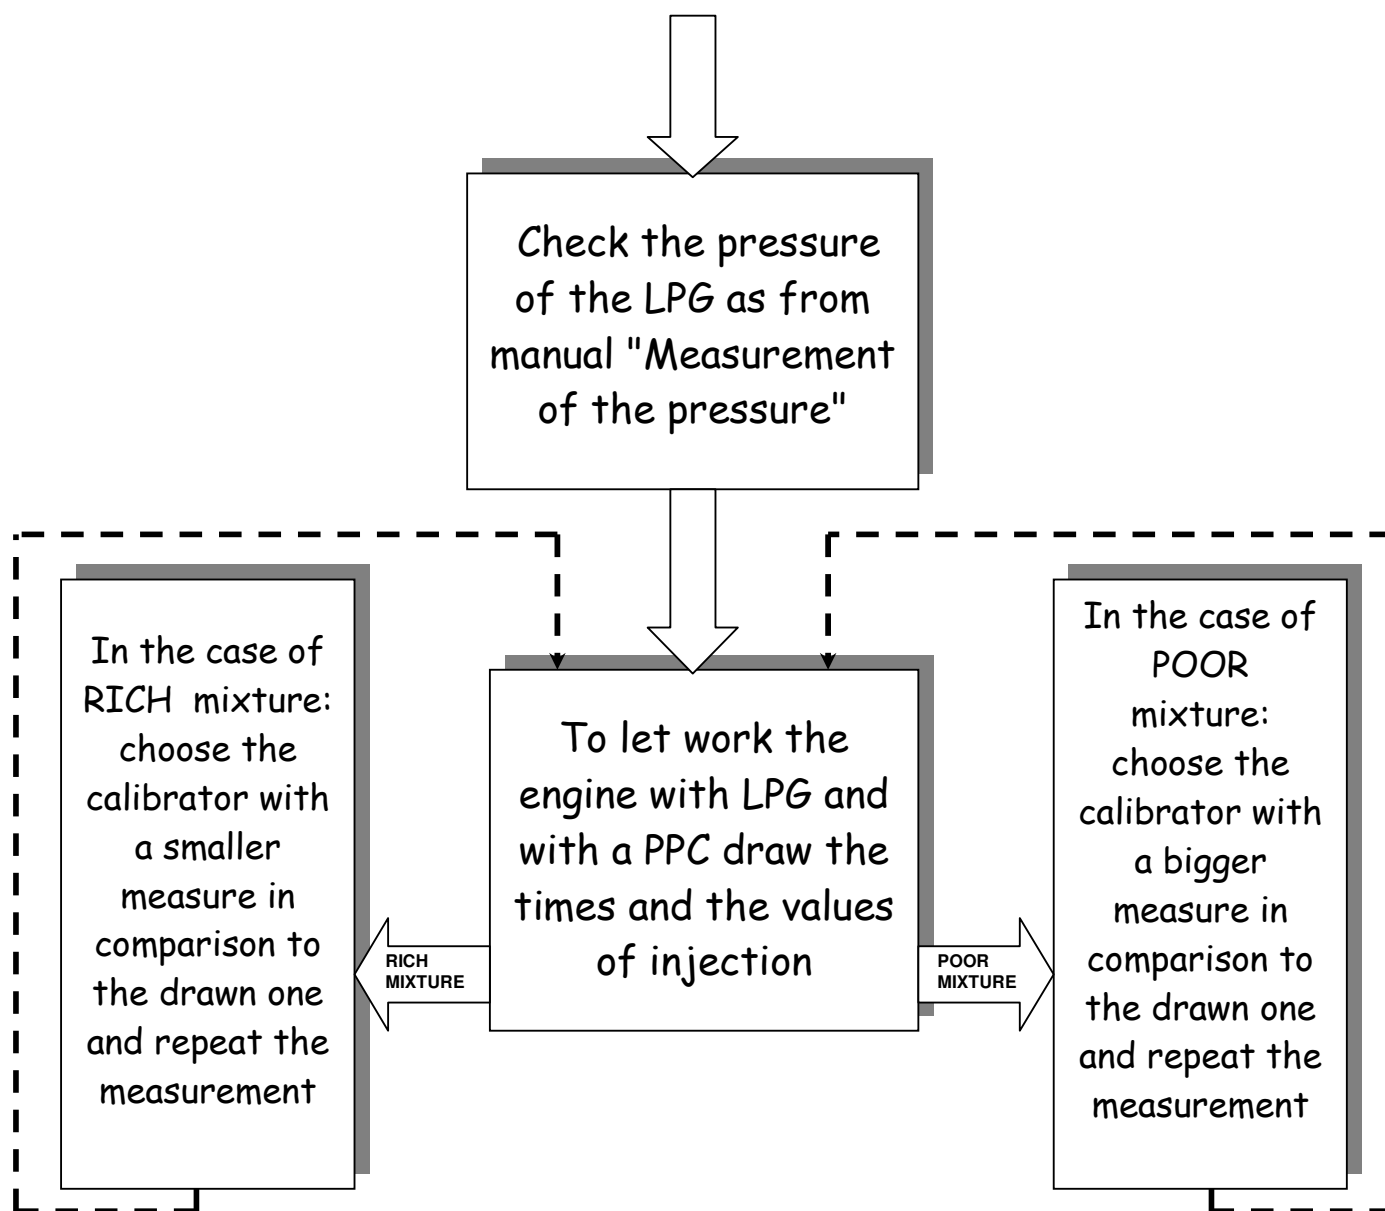 Check the pressure
of the LPG as from
manual "Measurement
of the pressure"
In the case of
RICH mixture:
choose the
calibrator with
a smaller
measure in
comparison to
the drawn one
and repeat the
measurement
RICH
MIXTURE
To let work the
engine with LPG and
with a PPC draw the
times and the values
of injection
POOR
MIXTURE
In the case of
POOR
mixture:
choose the
calibrator with
a bigger
measure in
comparison to
the drawn one
and repeat the
measurement